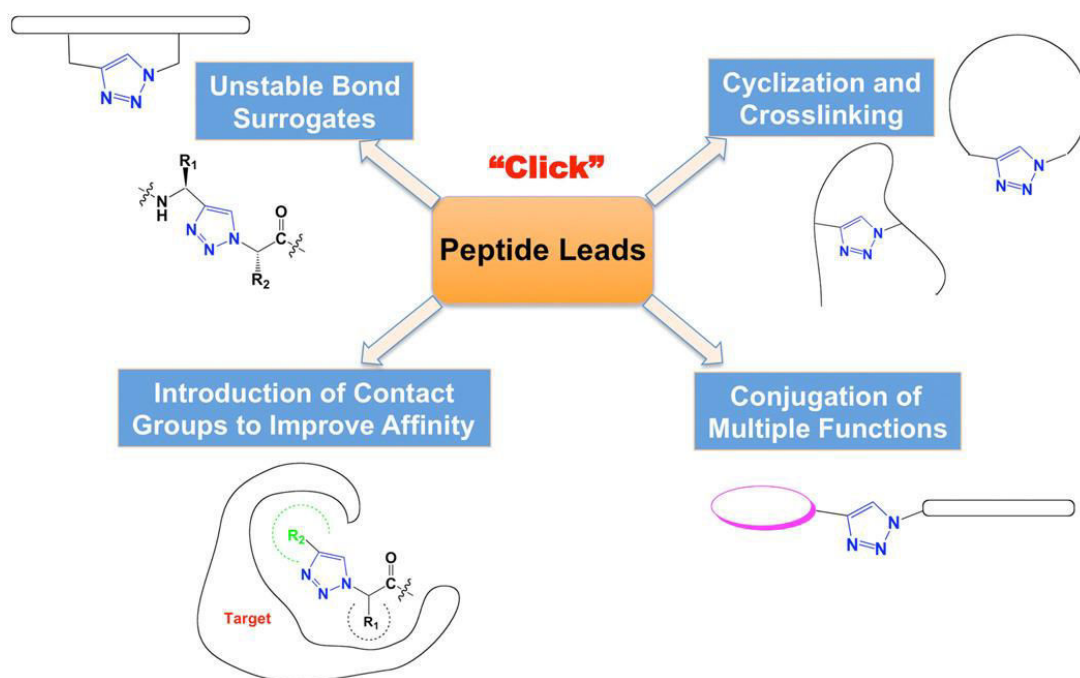 Unstable Bond
Surrogates
Cyclization and
Crosslinking
“Click”
Peptide Leads
Introduction of Contact
Groups to Improve Affinity
Conjugation of
Multiple Functions
N
N
N
R1
N
H
N
N
N
O
C
R2
N
N
N
N
N
N
R2
N
N
N
O
C
R1
Target
N
N
N